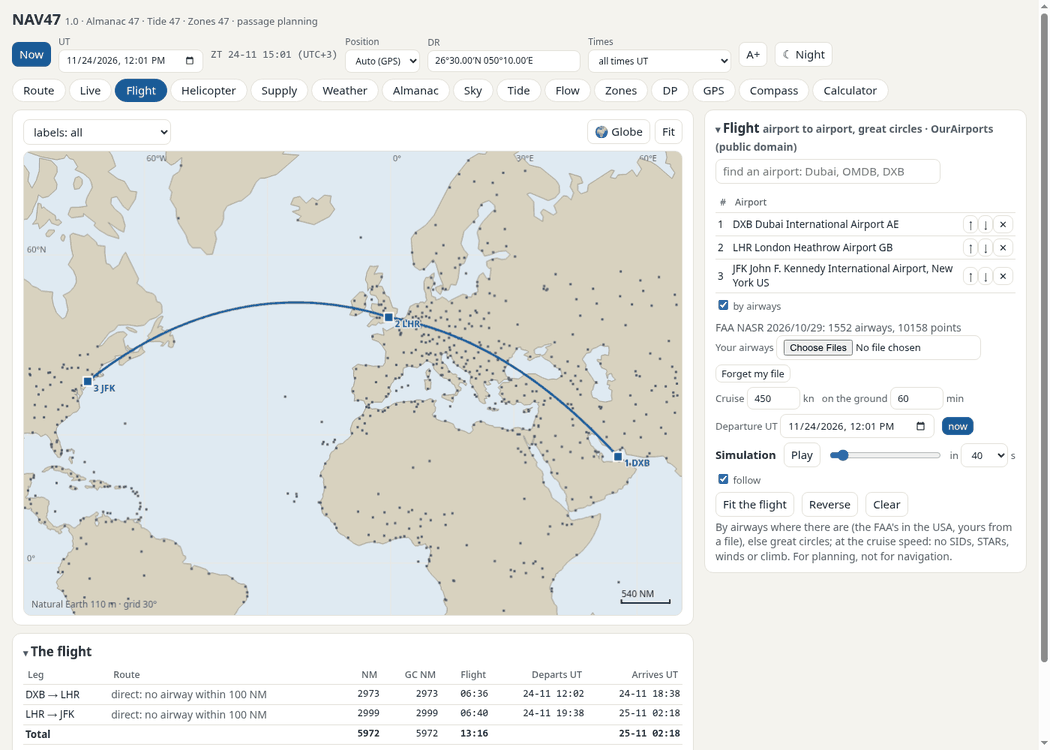 NAV47 1.0 · Almanac 47 · Tide 47 · Zones 47 · passage planning
UT
Position
DR
Times
Now
11/24/2026, 12:01 PM
ZT 24-11 15:01 (UTC+3)
Auto (GPS)
26°30.00'N 050°10.00'E
all times UT
A+
☾ Night
Route
Live
Flight
Helicopter
Supply
Weather
Almanac
Sky
Tide
Flow
Zones
DP
GPS
Compass
Calculator
labels: all
🌍 Globe
Fit
60°W
0°
30°E
60°E
60°N
2 LHR
3 JFK
1 DXB
0°
Natural Earth 110 m · grid 30°
540 NM
▾ Flight airport to airport, great circles · OurAirports
(public domain)
find an airport: Dubai, OMDB, DXB
# Airport
1 DXB Dubai International Airport AE ↑ ↓ ×
2 LHR London Heathrow Airport GB ↑ ↓ ×
3 JFK John F. Kennedy International Airport, New
York US ↑ ↓ ×
by airways
FAA NASR 2026/10/29: 1552 airways, 10158 points
Your airways Choose Files No file chosen
Forget my file
Cruise 450 kn on the ground 60 min
Departure UT 11/24/2026, 12:01 PM now
Simulation Play in 40 s
follow
Fit the flight Reverse Clear
By airways where there are (the FAA's in the USA, yours from
a file), else great circles; at the cruise speed: no SIDs, STARs,
winds or climb. For planning, not for navigation.
▾ The flight
Leg Route NM GC NM Flight Departs UT Arrives UT
DXB → LHR direct: no airway within 100 NM 2973 2973 06:36 24-11 12:02 24-11 18:38
LHR → JFK direct: no airway within 100 NM 2999 2999 06:40 24-11 19:38 25-11 02:18
Total 5972 5972 13:16 25-11 02:18